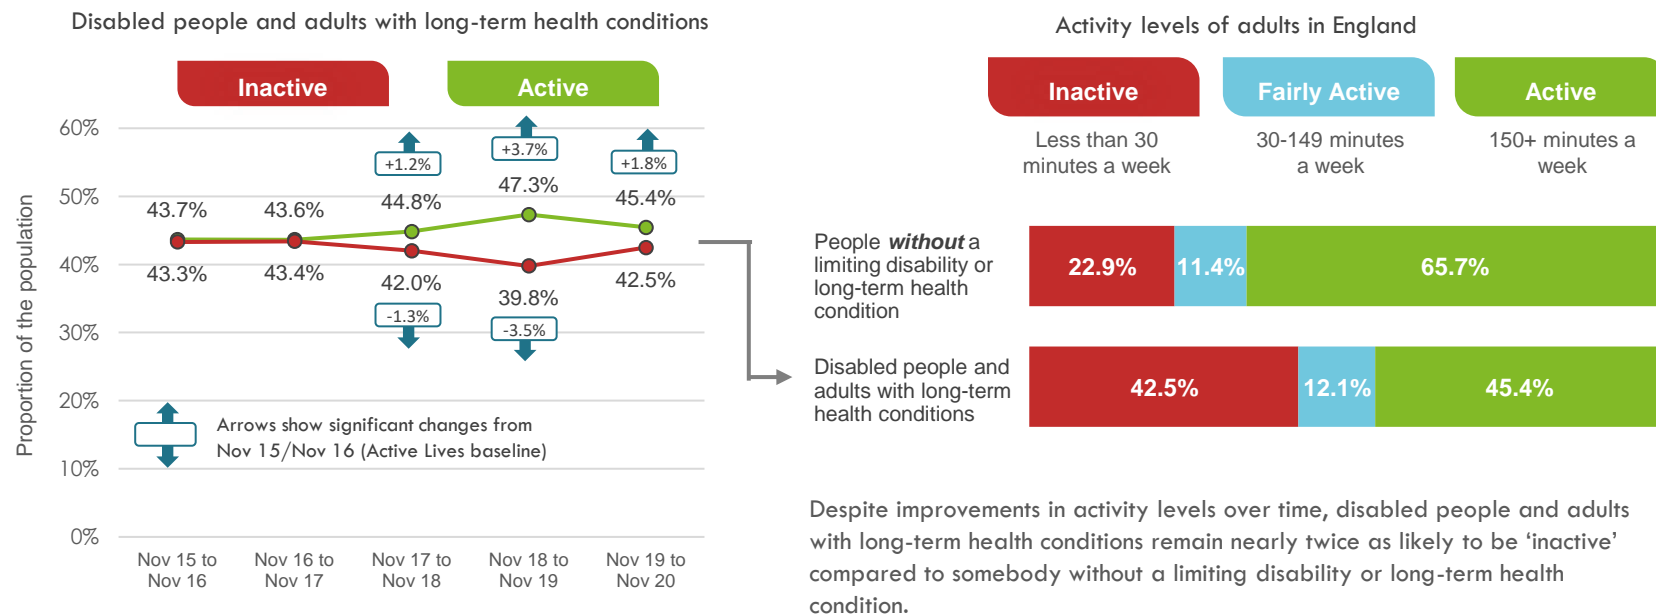 Disabled people and adults with long-term health conditions
Inactive
Active
Proportion of the population
60%
50%
40%
30%
20%
10%
0%
+1.2%
+3.7%
+1.8%
43.7%
43.6%
44.8%
47.3%
45.4%
43.3%
43.4%
42.0%
39.8%
42.5%
-1.3%
-3.5%
Arrows show significant changes from
Nov 15/Nov 16 (Active Lives baseline)
Nov 15 to
Nov 16
Nov 16 to
Nov 17
Nov 17 to
Nov 18
Nov 18 to
Nov 19
Nov 19 to
Nov 20
Activity levels of adults in England
Inactive
Fairly Active
Active
Less than 30
minutes a week
30-149 minutes
a week
150+ minutes a
week
People without a
limiting disability or
long-term health
condition
22.9%
11.4%
65.7%
Disabled people and
adults with long-term
health conditions
42.5%
12.1%
45.4%
Despite improvements in activity levels over time, disabled people and adults
with long-term health conditions remain nearly twice as likely to be ‘inactive’
compared to somebody without a limiting disability or long-term health
condition.